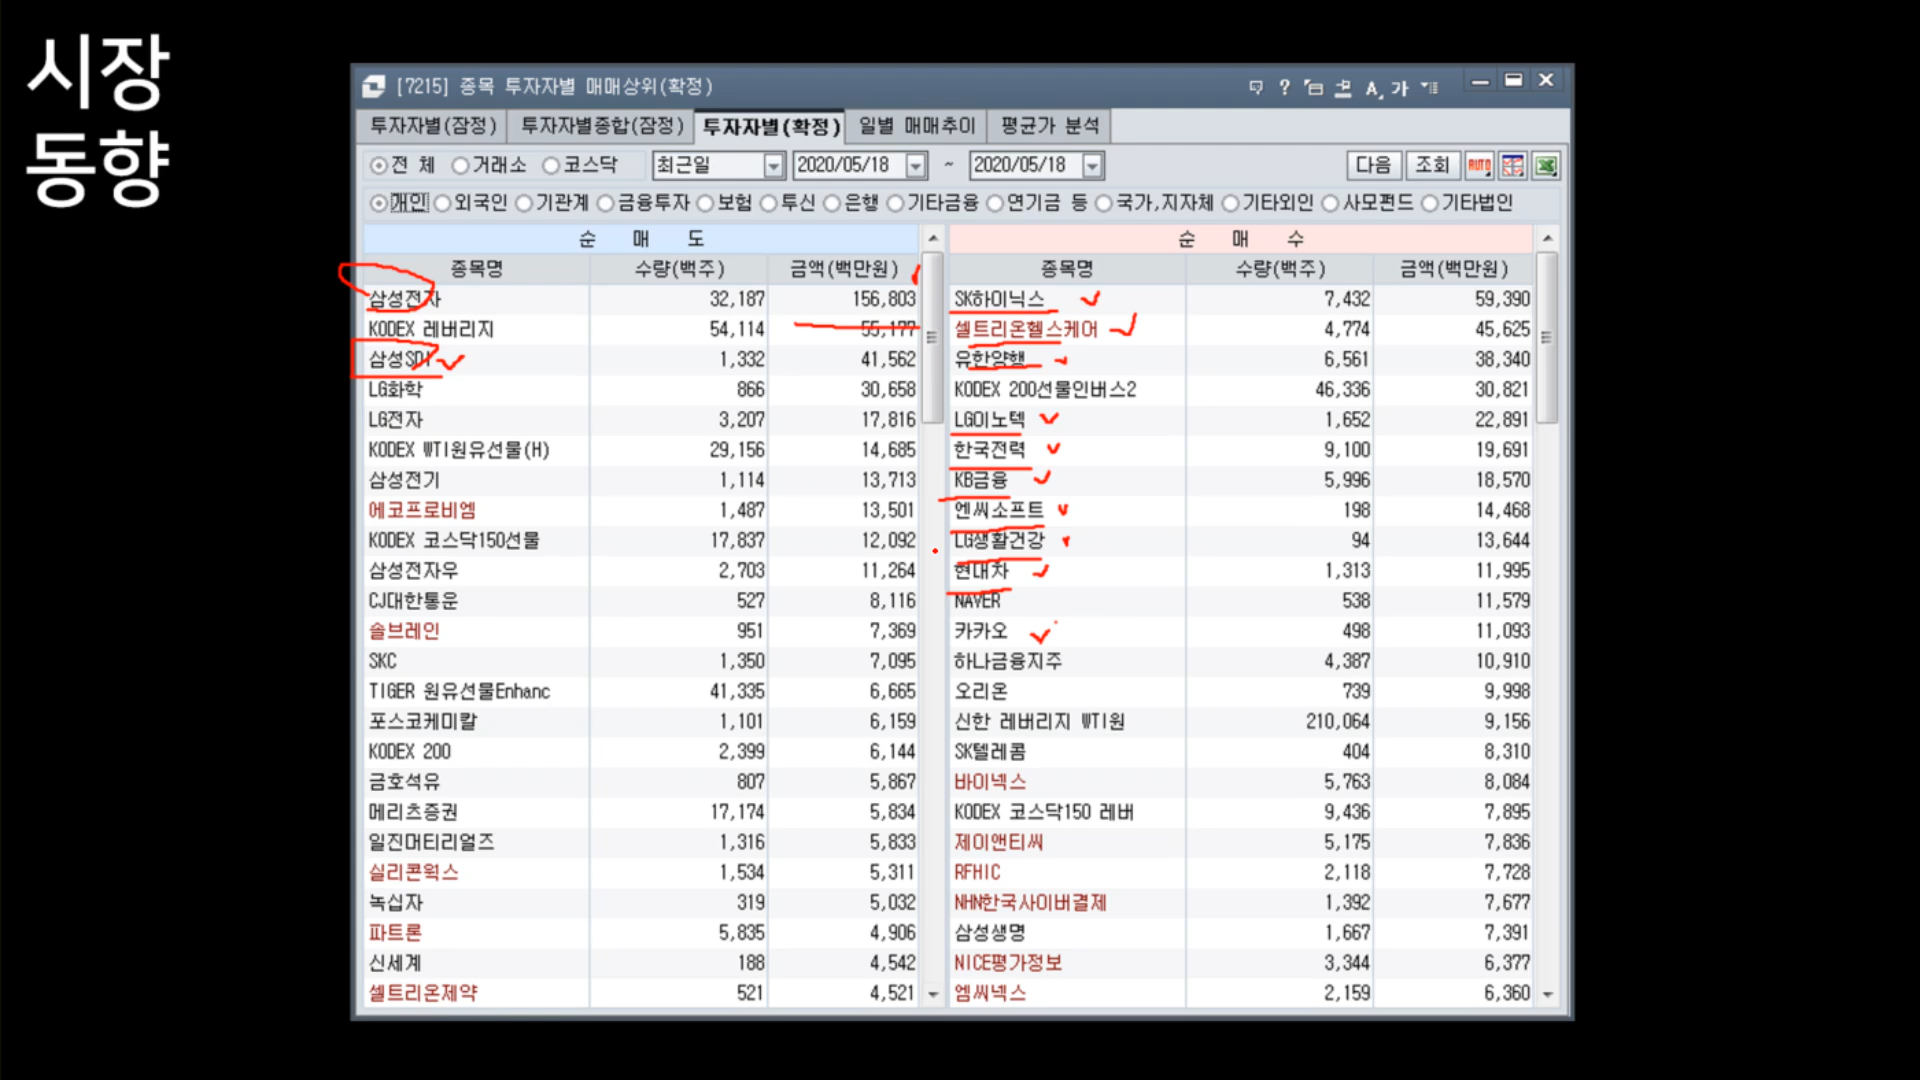 시장
동향
[7215] 종목 투자자별 매매상위(확정)
투자자별(잠정) 투자자별종합(잠정) 투자자별(확정) 일별 매매추이 평균가 분석
전 체 거래소 코스닥 최근일 2020/05/18 ~ 2020/05/18 다음 조회 AUTO
개인 외국인 기관계 금융투자 보험 투신 은행 기타금융 연기금 등 국가,지자체 기타외인 사모펀드 기타법인
순 매 도 순 매 수
종목명 수량(백주) 금액(백만원) 종목명 수량(백주) 금액(백만원)
삼성전자 32,187 156,803 SK하이닉스 7,432 59,390
KODEX 레버리지 54,114 55,177 셀트리온헬스케어 4,774 45,625
삼성SDI 1,332 41,562 유한양행 6,561 38,340
LG화학 866 30,658 KODEX 200선물인버스2 46,336 30,821
LG전자 3,207 17,816 LG이노텍 1,652 22,891
KODEX WTI원유선물(H) 29,156 14,685 한국전력 9,100 19,691
삼성전기 1,114 13,713 KB금융 5,996 18,570
에코프로비엠 1,487 13,501 엔씨소프트 198 14,468
KODEX 코스닥150선물 17,837 12,092 LG생활건강 94 13,644
삼성전자우 2,703 11,264 현대차 1,313 11,995
CJ대한통운 527 8,116 NAVER 538 11,579
솔브레인 951 7,369 카카오 498 11,093
SKC 1,350 7,095 하나금융지주 4,387 10,910
TIGER 원유선물Enhanc 41,335 6,665 오리온 739 9,998
포스코케미칼 1,101 6,159 신한 레버리지 WTI원 210,064 9,156
KODEX 200 2,399 6,144 SK텔레콤 404 8,310
금호석유 807 5,867 바이넥스 5,763 8,084
메리츠증권 17,174 5,834 KODEX 코스닥150 레버 9,436 7,895
일진머티리얼즈 1,316 5,833 제이앤티씨 5,175 7,836
실리콘웍스 1,534 5,311 RFHIC 2,118 7,728
녹십자 319 5,032 NHN한국사이버결제 1,392 7,677
파트론 5,835 4,906 삼성생명 1,667 7,391
신세계 188 4,542 NICE평가정보 3,344 6,377
셀트리온제약 521 4,521 엠씨넥스 2,159 6,360